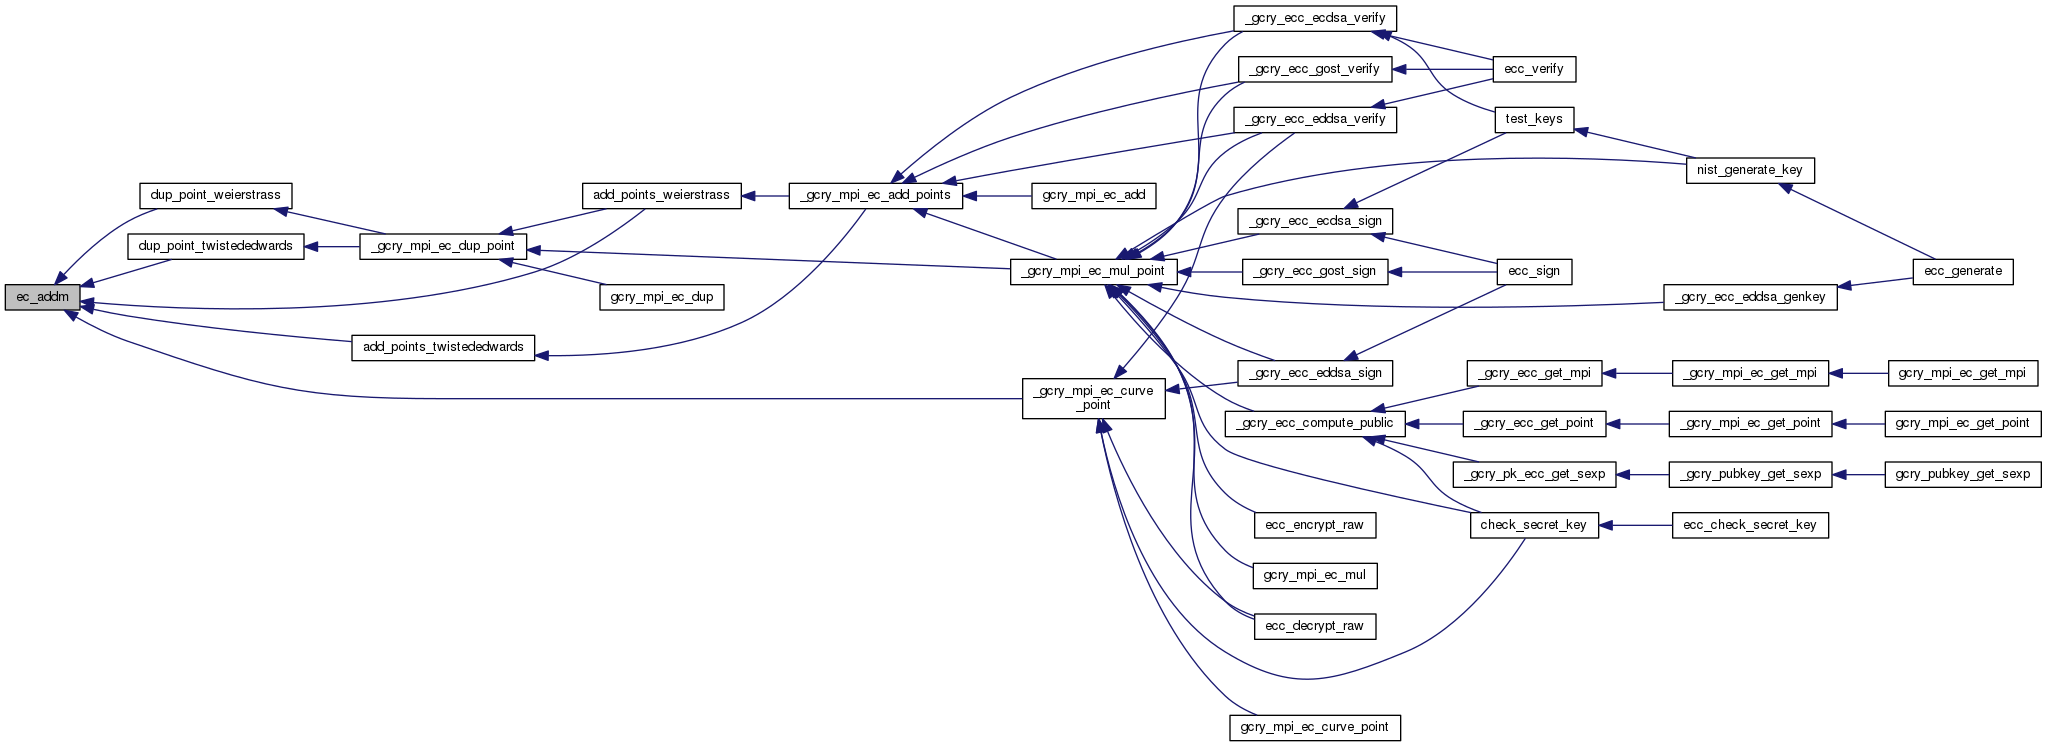 ec_addm
dup_point_weierstrass
dup_point_twistededwards
_gcry_mpi_ec_dup_point
add_points_weierstrass
gcry_mpi_ec_dup
add_points_twistededwards
_gcry_mpi_ec_add_points
gcry_mpi_ec_add
_gcry_mpi_ec_mul_point
_gcry_mpi_ec_curve
_point
_gcry_ecc_ecdsa_verify
_gcry_ecc_gost_verify
_gcry_ecc_eddsa_verify
_gcry_ecc_ecdsa_sign
_gcry_ecc_gost_sign
_gcry_ecc_eddsa_sign
_gcry_ecc_compute_public
ecc_encrypt_raw
gcry_mpi_ec_mul
ecc_decrypt_raw
gcry_mpi_ec_curve_point
ecc_verify
test_keys
ecc_sign
_gcry_ecc_get_mpi
_gcry_ecc_get_point
_gcry_pk_ecc_get_sexp
check_secret_key
nist_generate_key
_gcry_ecc_eddsa_genkey
_gcry_mpi_ec_get_mpi
_gcry_mpi_ec_get_point
_gcry_pubkey_get_sexp
ecc_check_secret_key
ecc_generate
gcry_mpi_ec_get_mpi
gcry_mpi_ec_get_point
gcry_pubkey_get_sexp